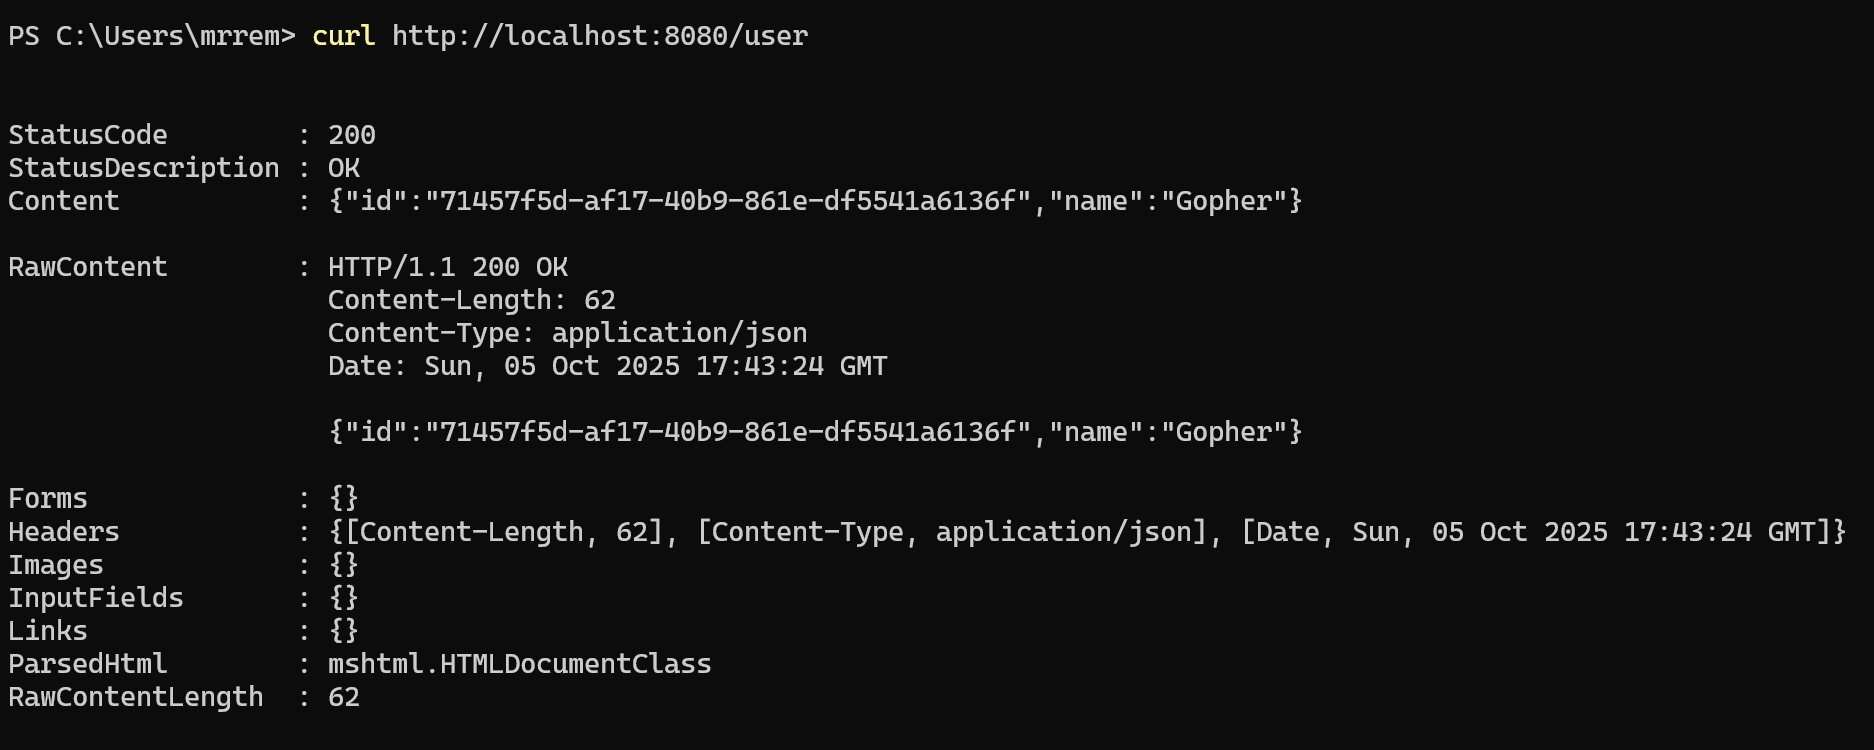 PS C:\Users\mrrem> curl http://localhost:8080/user
StatusCode        : 200
StatusDescription : OK
Content           : {"id":"71457f5d-af17-40b9-861e-df5541a6136f","name":"Gopher"}
RawContent        : HTTP/1.1 200 OK
                    Content-Length: 62
                    Content-Type: application/json
                    Date: Sun, 05 Oct 2025 17:43:24 GMT
                    {"id":"71457f5d-af17-40b9-861e-df5541a6136f","name":"Gopher"}
Forms             : {}
Headers           : {[Content-Length, 62], [Content-Type, application/json], [Date, Sun, 05 Oct 2025 17:43:24 GMT]}
Images            : {}
InputFields       : {}
Links             : {}
ParsedHtml        : mshtml.HTMLDocumentClass
RawContentLength  : 62